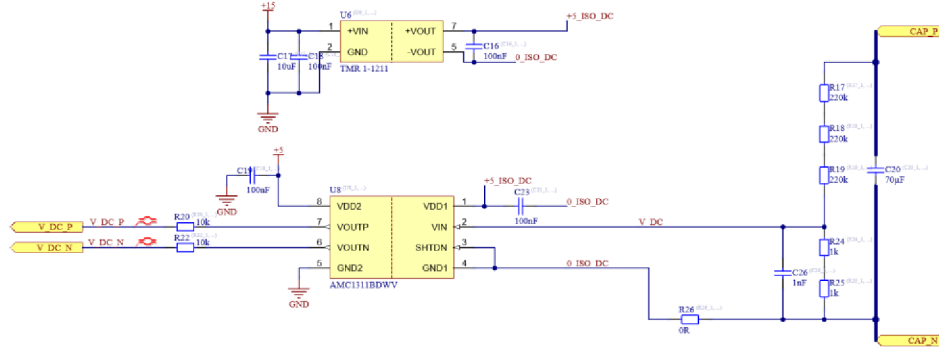 +15
U6
1
+VIN
+VOUT
7
+5_ISO_DC
2
GND
-VOUT
5
0_ISO_DC
TMR 1-1211
C17
10uF
C18
100nF
C16
100nF
GND
CAP_P
R17
220k
R18
220k
R19
220k
C20
70µF
+5
C19
100nF
GND
U8
8
VDD2
VDD1
1
+5_ISO_DC
C23
100nF
0_ISO_DC
V_DC_P
V_DC_P
R20
10k
7
VOUTP
VIN
2
V_DC
V_DC_N
V_DC_N
R22
10k
6
VOUTN
SHTDN
3
5
GND2
GND1
4
0_ISO_DC
AMC1311BDWV
GND
R24
1k
C26
1nF
R25
1k
R26
0R
CAP_N